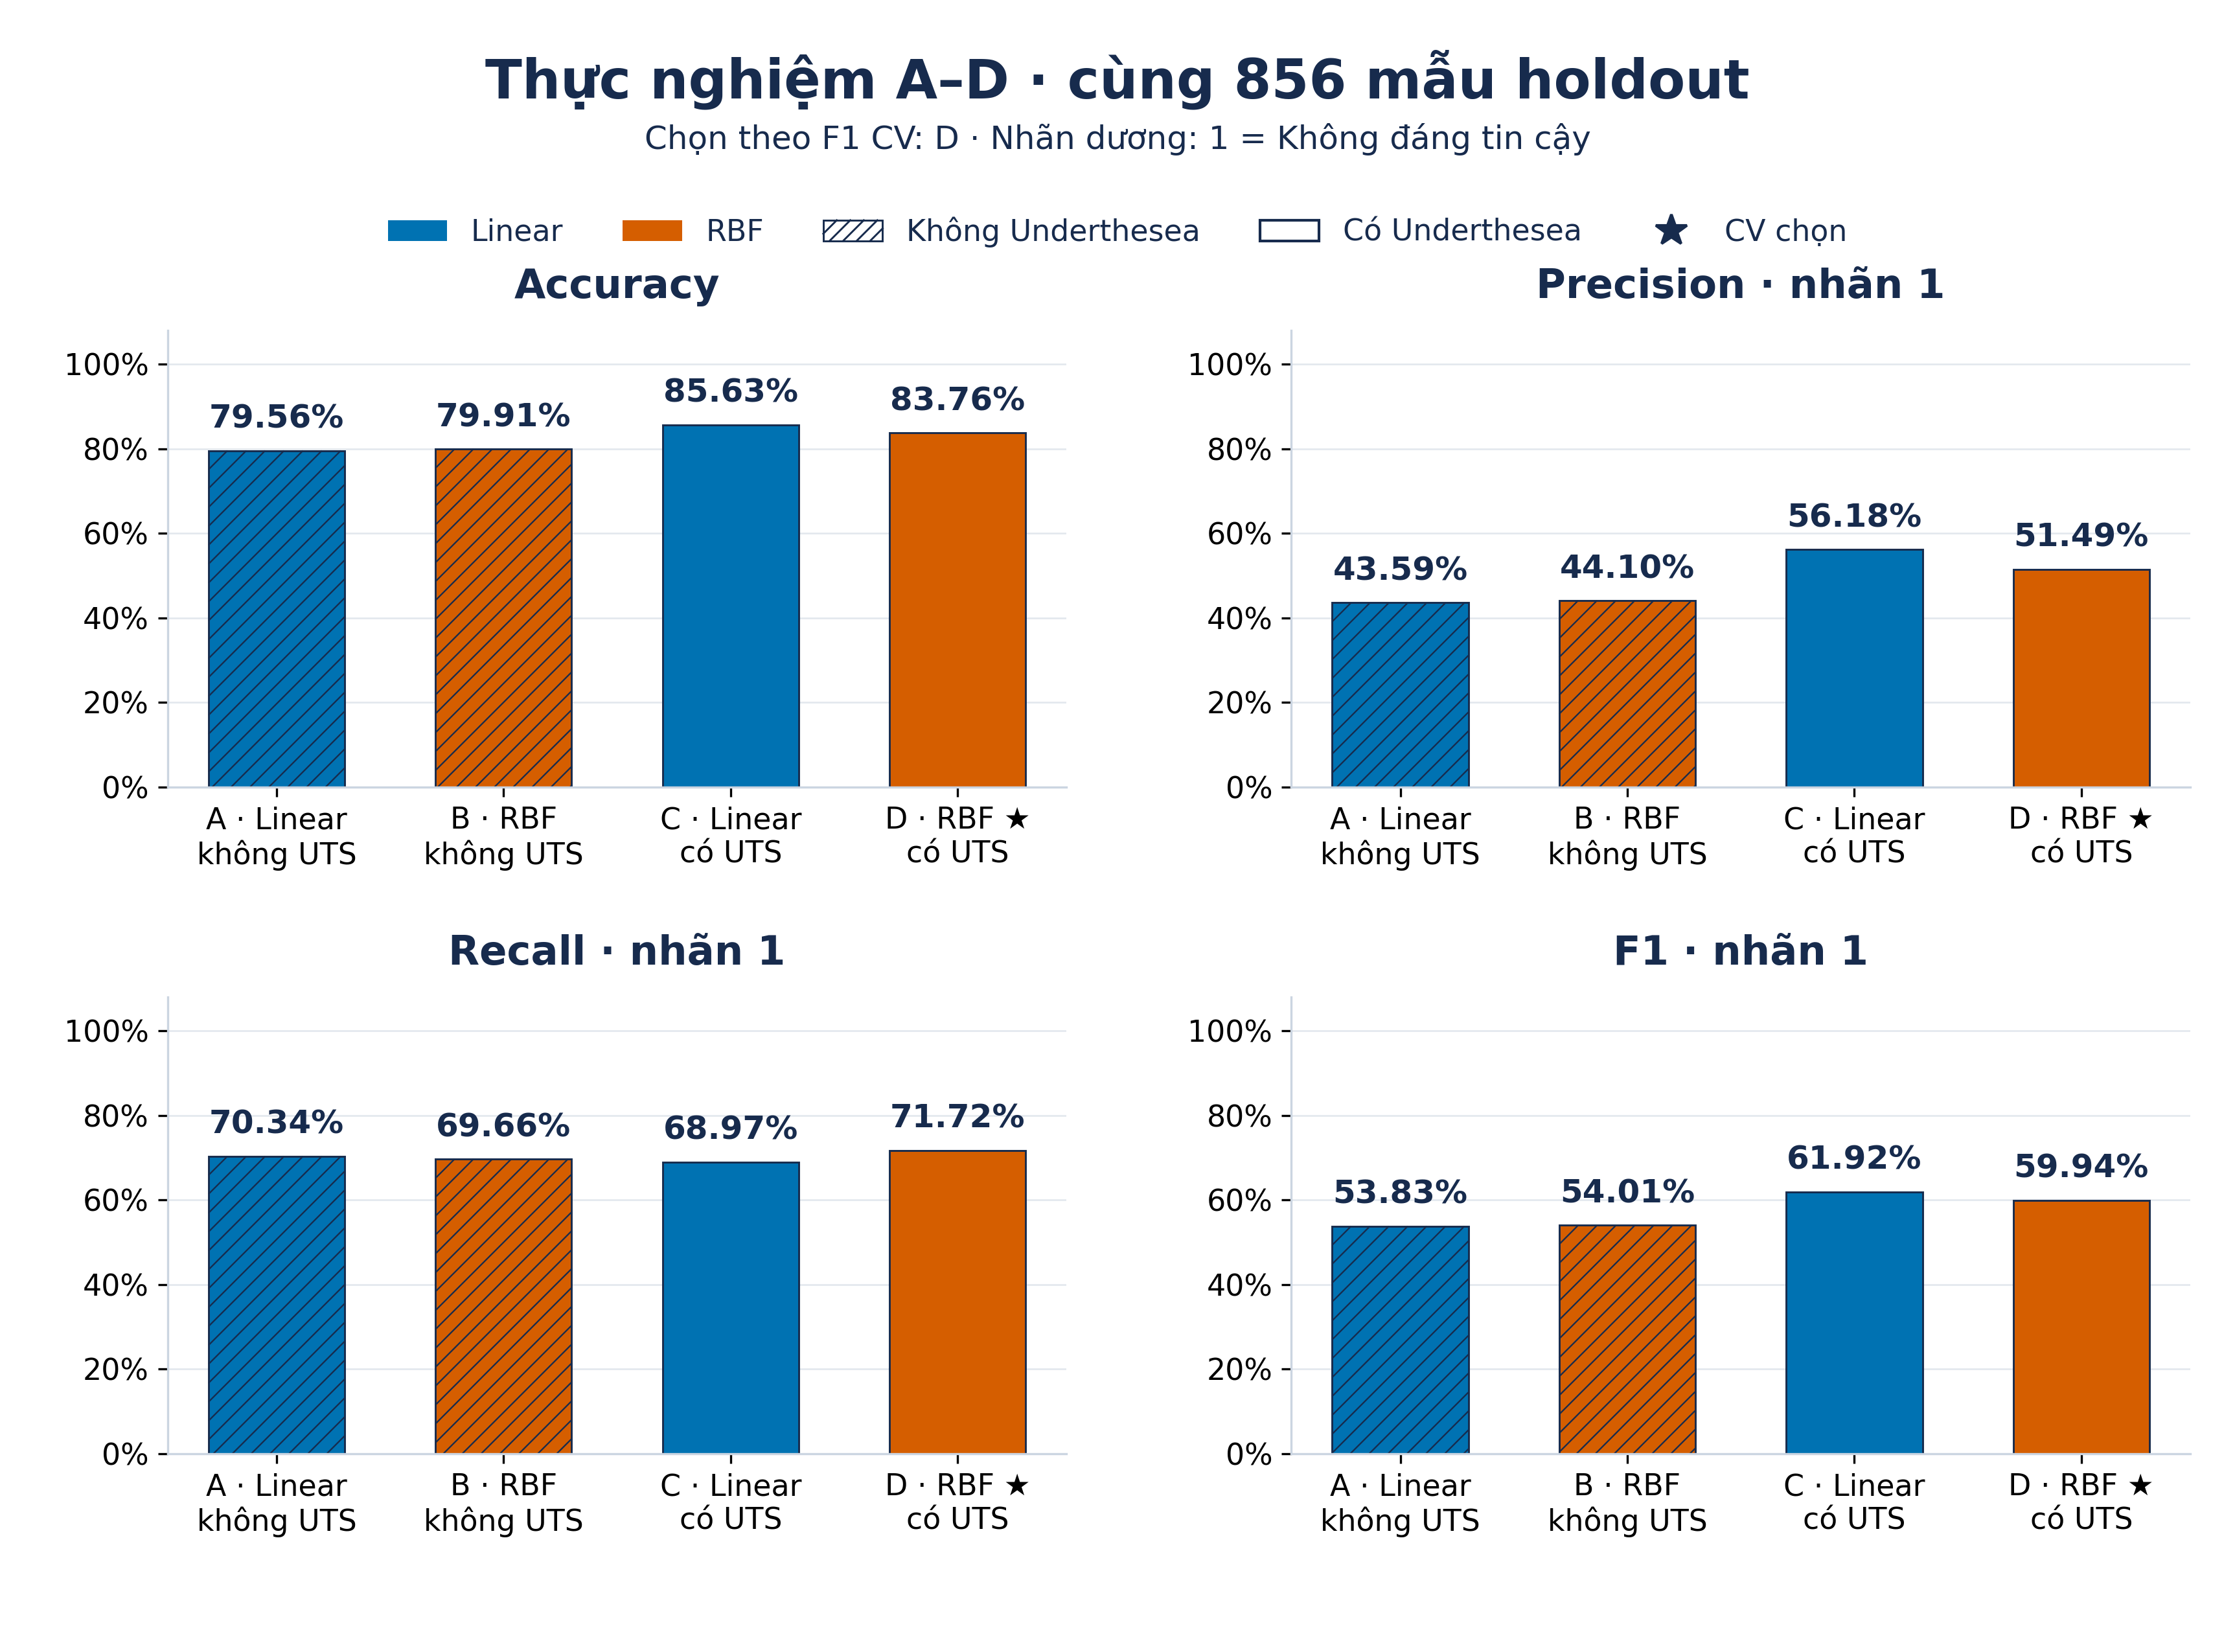 Thực nghiệm A–D · cùng 856 mẫu holdout
Chọn theo F1 CV: D · Nhãn dương: 1 = Không đáng tin cậy
Linear
RBF
Không Underthesea
Có Underthesea
★ CV chọn
Accuracy
100%
80%
60%
40%
20%
0%
79.56%
79.91%
85.63%
83.76%
A · Linear
không UTS
B · RBF
không UTS
C · Linear
có UTS
D · RBF ★
có UTS
Precision · nhãn 1
100%
80%
60%
40%
20%
0%
43.59%
44.10%
56.18%
51.49%
A · Linear
không UTS
B · RBF
không UTS
C · Linear
có UTS
D · RBF ★
có UTS
Recall · nhãn 1
100%
80%
60%
40%
20%
0%
70.34%
69.66%
68.97%
71.72%
A · Linear
không UTS
B · RBF
không UTS
C · Linear
có UTS
D · RBF ★
có UTS
F1 · nhãn 1
100%
80%
60%
40%
20%
0%
53.83%
54.01%
61.92%
59.94%
A · Linear
không UTS
B · RBF
không UTS
C · Linear
có UTS
D · RBF ★
có UTS